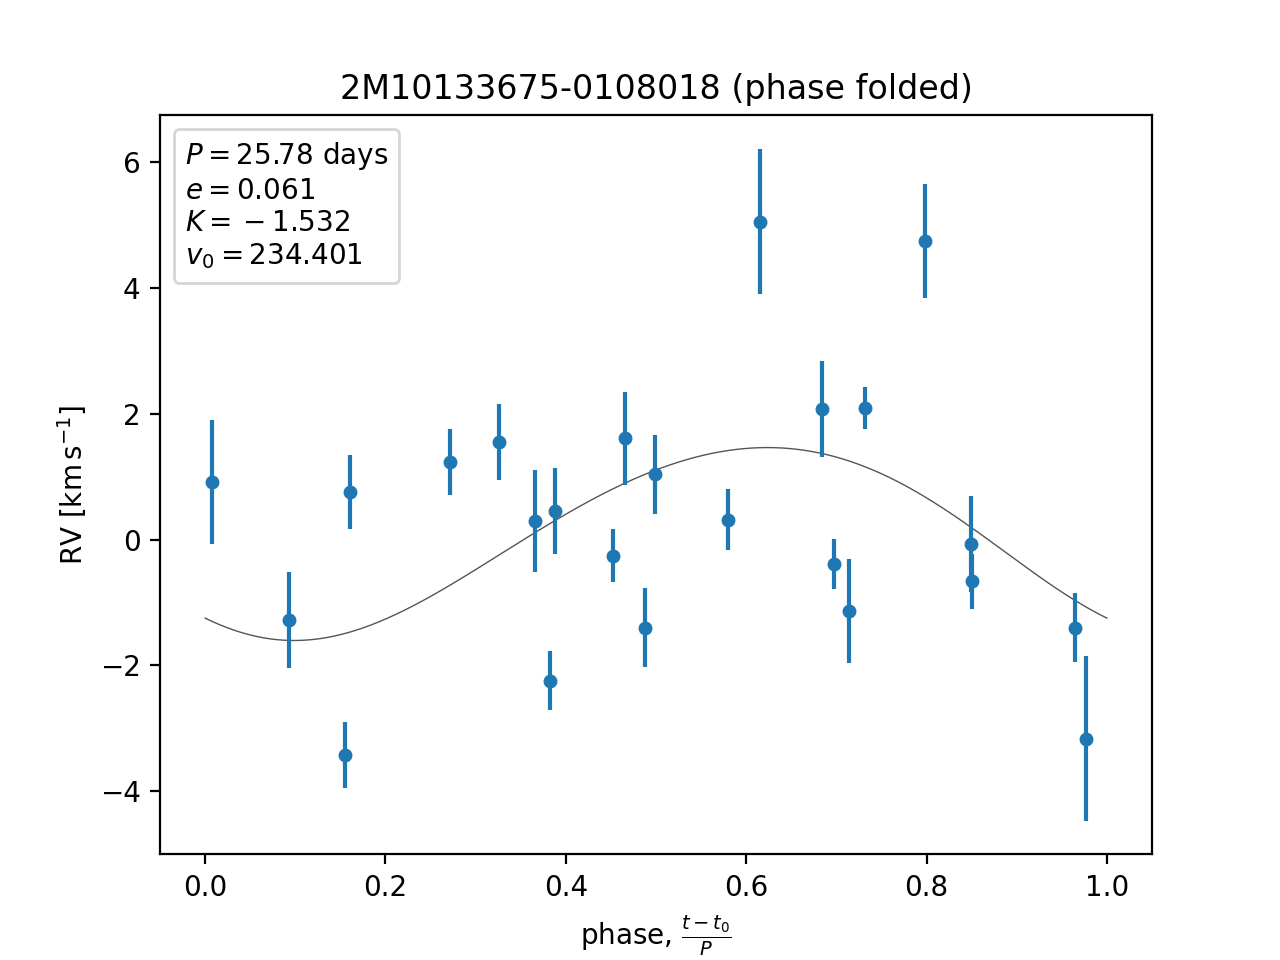 2M10133675-0108018 (phase folded)
P = 25.78 days
e = 0.061
K = −1.532
v₀ = 234.401
6
4
2
0
−2
−4
RV [km s⁻¹]
0.0 0.2 0.4 0.6 0.8 1.0
phase, (t − t₀)/P